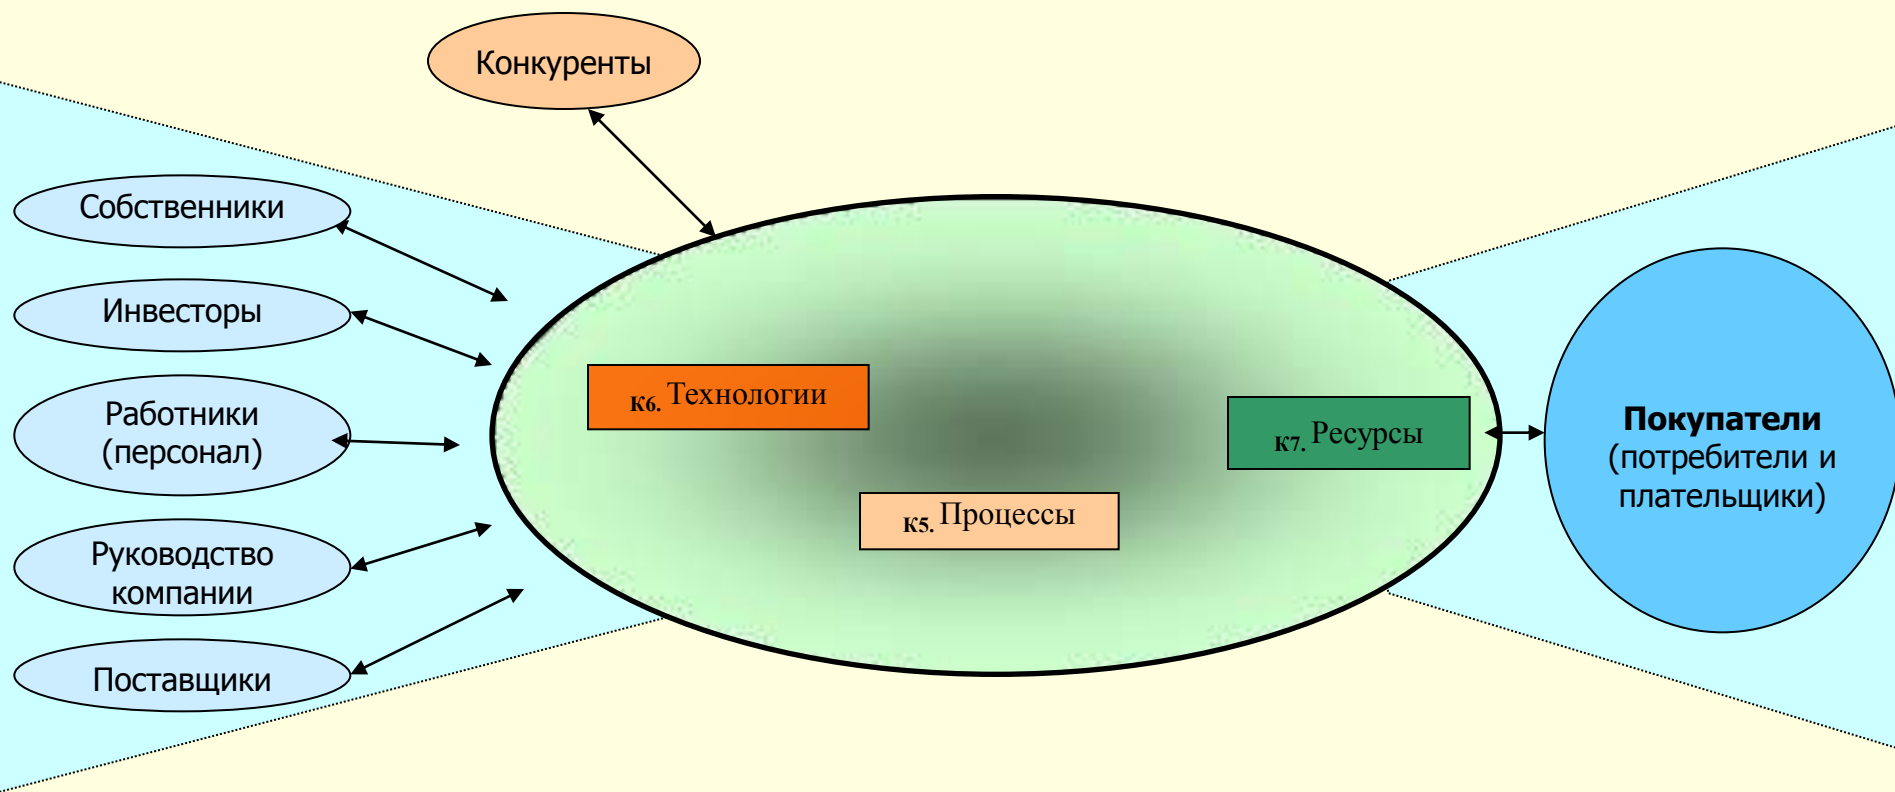 Конкуренты
Собственники
Инвесторы
Работники
(персонал)
Руководство
компании
Поставщики
К6. Технологии
К5. Процессы
К7. Ресурсы
Покупатели
(потребители и
плательщики)